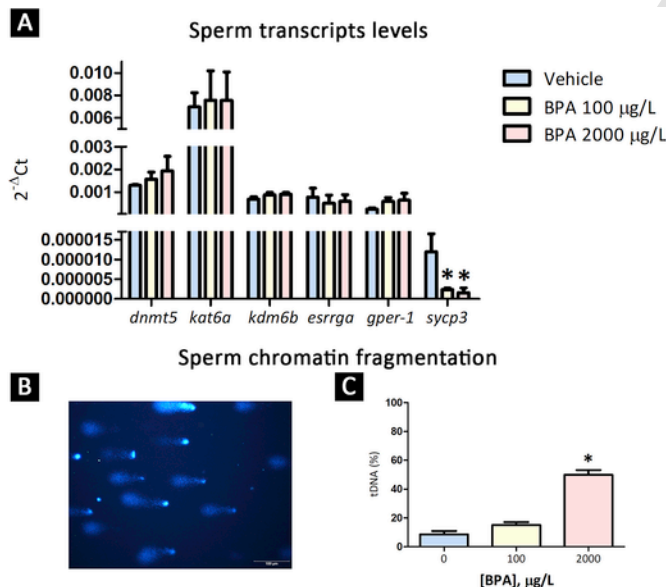 A
Sperm transcripts levels
2^-ΔCt
0.010
0.008
0.006
0.003
0.002
0.001
0.000015
0.000010
0.000005
0.000000
* *
dnmt5 kat6a kdm6b esrrga gper-1 sycp3
Vehicle
BPA 100 µg/L
BPA 2000 µg/L
Sperm chromatin fragmentation
B
C
tDNA (%)
100
80
60
40
20
0
*
0 100 2000
[BPA], µg/L